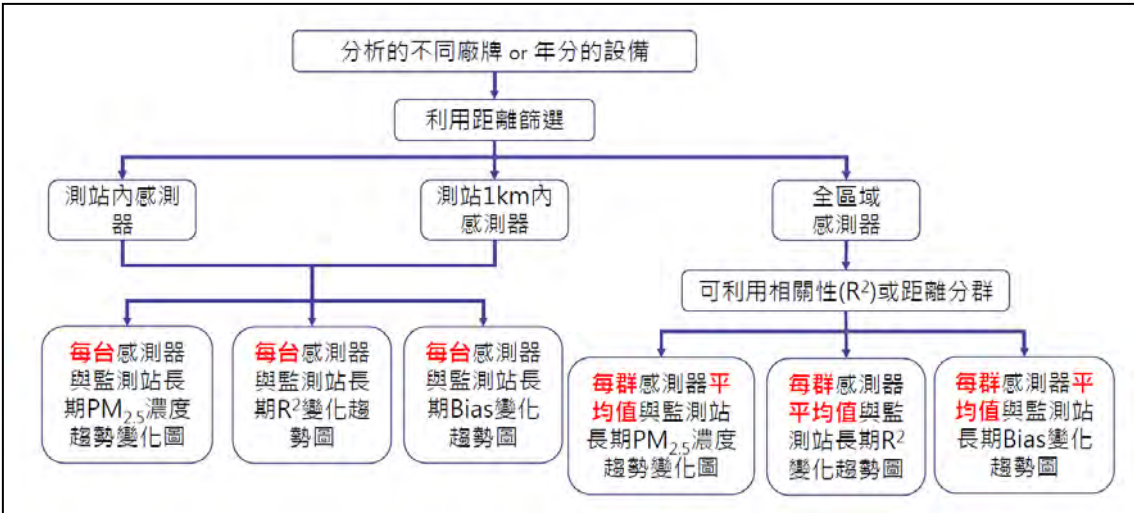 分析的不同廠牌 or 年分的設備
利用距離篩選
測站內感測
器
測站1km內
感測器
全區域
感測器
可利用相關性(R²)或距離分群
每台感測器
與監測站長
期PM₂.₅濃度
趨勢變化圖
每台感測器
與監測站長
期R²變化趨
勢圖
每台感測器
與監測站長
期Bias變化
趨勢圖
每群感測器平
均值與監測站
長期PM₂.₅濃度
趨勢變化圖
每群感測器
平均值與監
測站長期R²
變化趨勢圖
每群感測器平
均值與監測站
長期Bias變化
趨勢圖